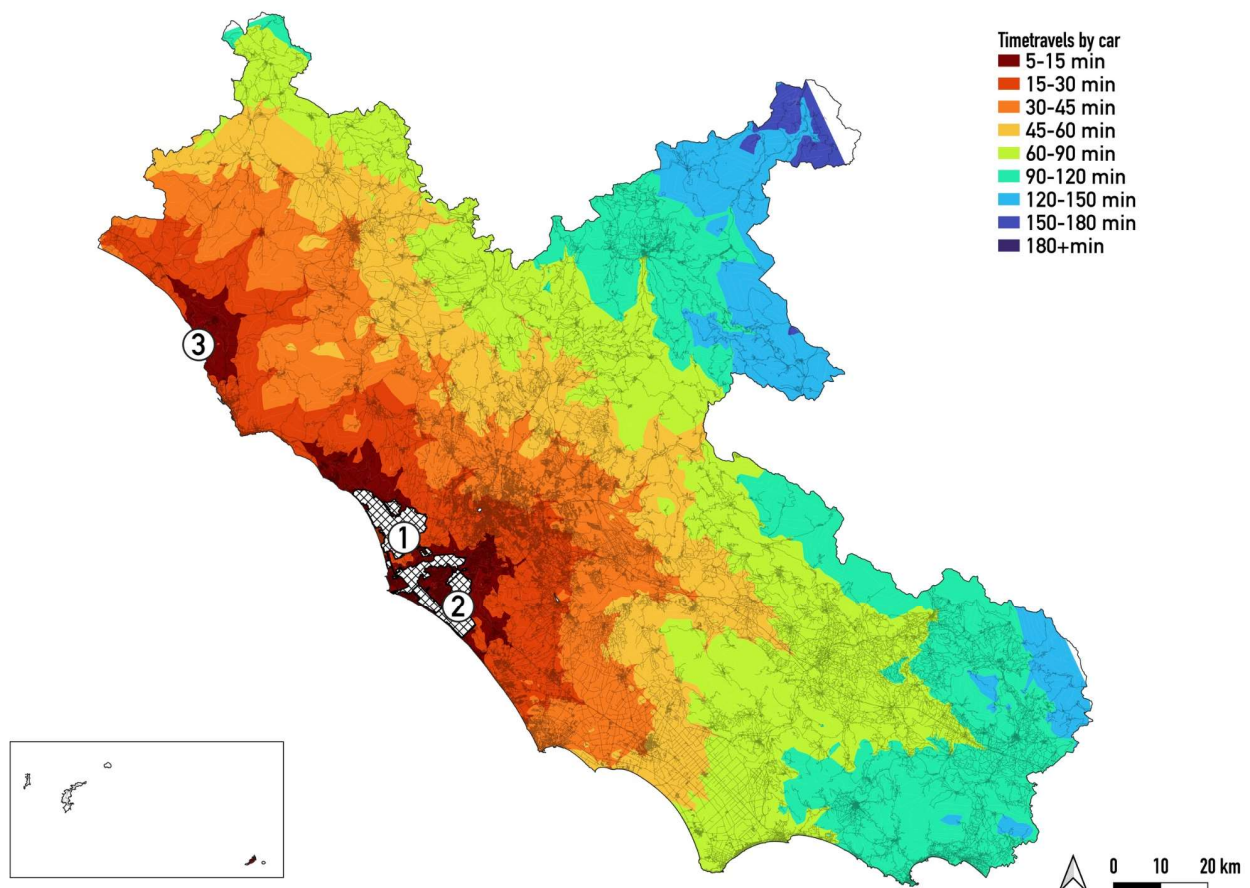 Timetravels by car
5-15 min
15-30 min
30-45 min
45-60 min
60-90 min
90-120 min
120-150 min
150-180 min
180+min
3
1
2
0 10 20 km